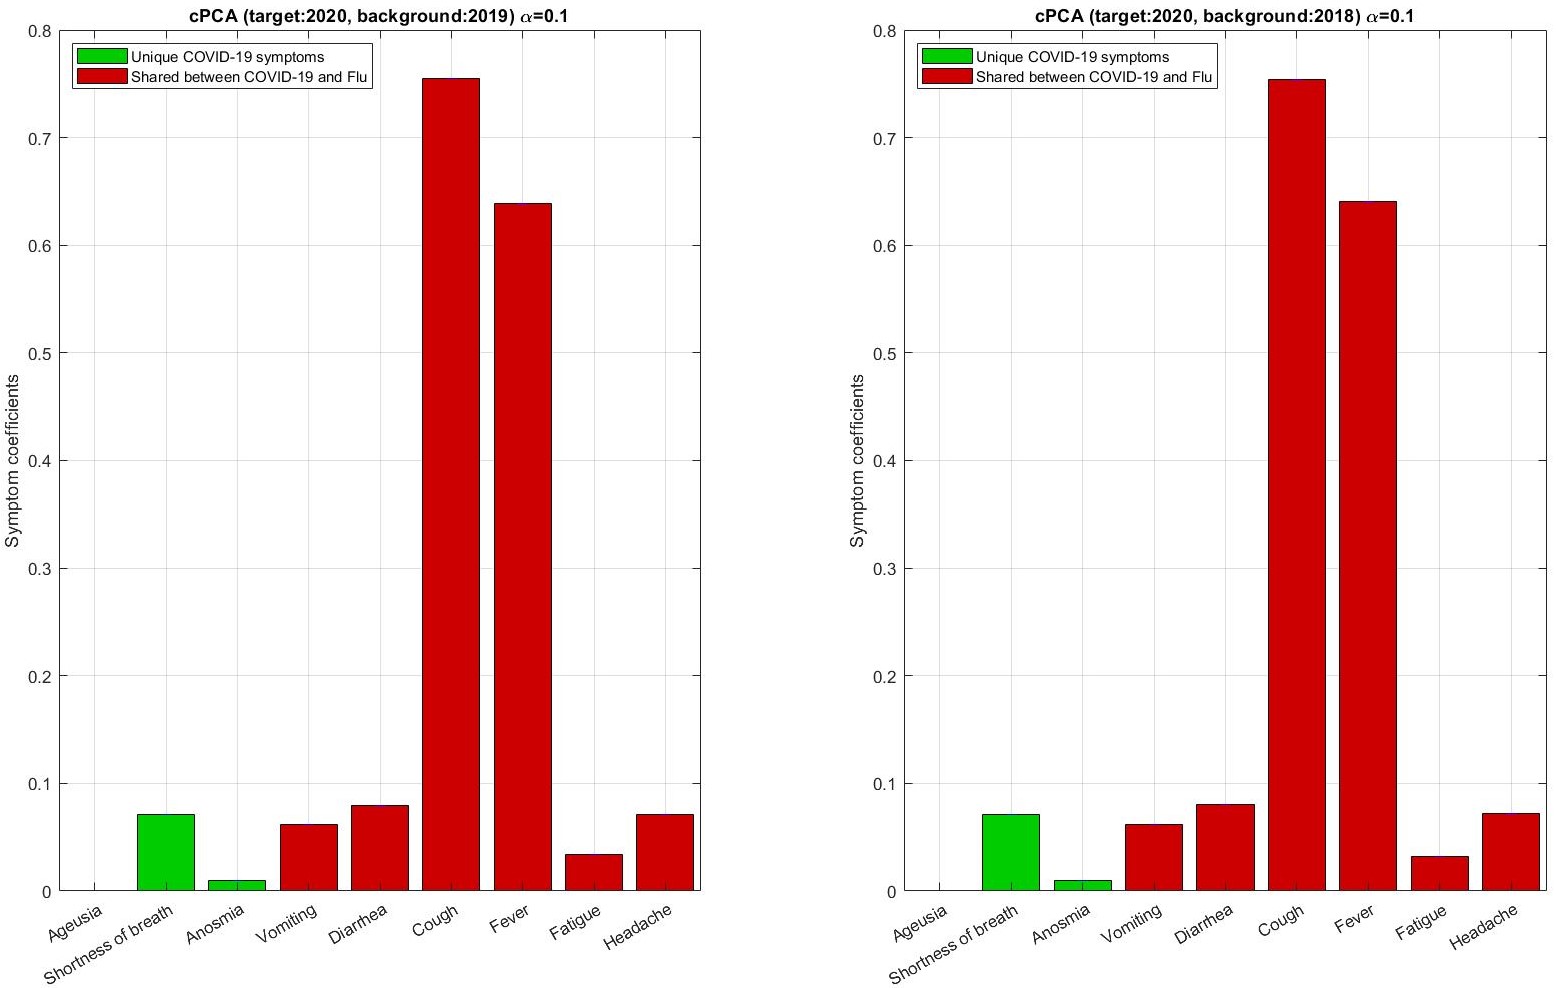 cPCA (target:2020, background:2019) α=0.1
Unique COVID-19 symptoms
Shared between COVID-19 and Flu
Symptom coefficients
0.8
0.7
0.6
0.5
0.4
0.3
0.2
0.1
0
Ageusia
Shortness of breath
Anosmia
Vomiting
Diarrhea
Cough
Fever
Fatigue
Headache
cPCA (target:2020, background:2018) α=0.1
Unique COVID-19 symptoms
Shared between COVID-19 and Flu
Symptom coefficients
0.8
0.7
0.6
0.5
0.4
0.3
0.2
0.1
0
Ageusia
Shortness of breath
Anosmia
Vomiting
Diarrhea
Cough
Fever
Fatigue
Headache